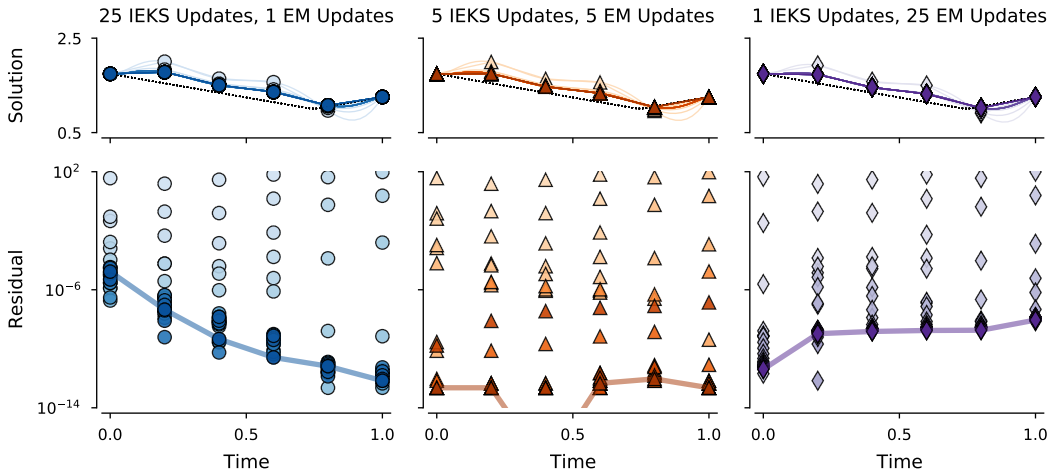 25 IEKS Updates, 1 EM Updates
5 IEKS Updates, 5 EM Updates
1 IEKS Updates, 25 EM Updates
Solution
2.5
0.5
Residual
10²
10⁻⁶
10⁻¹⁴
0.0 0.5 1.0
0.0 0.5 1.0
0.0 0.5 1.0
Time
Time
Time